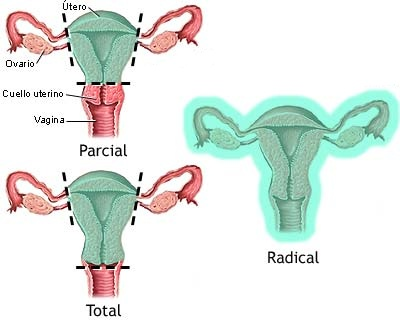 Útero
Ovario
Cuello uterino
Vagina
Parcial
Radical
Total